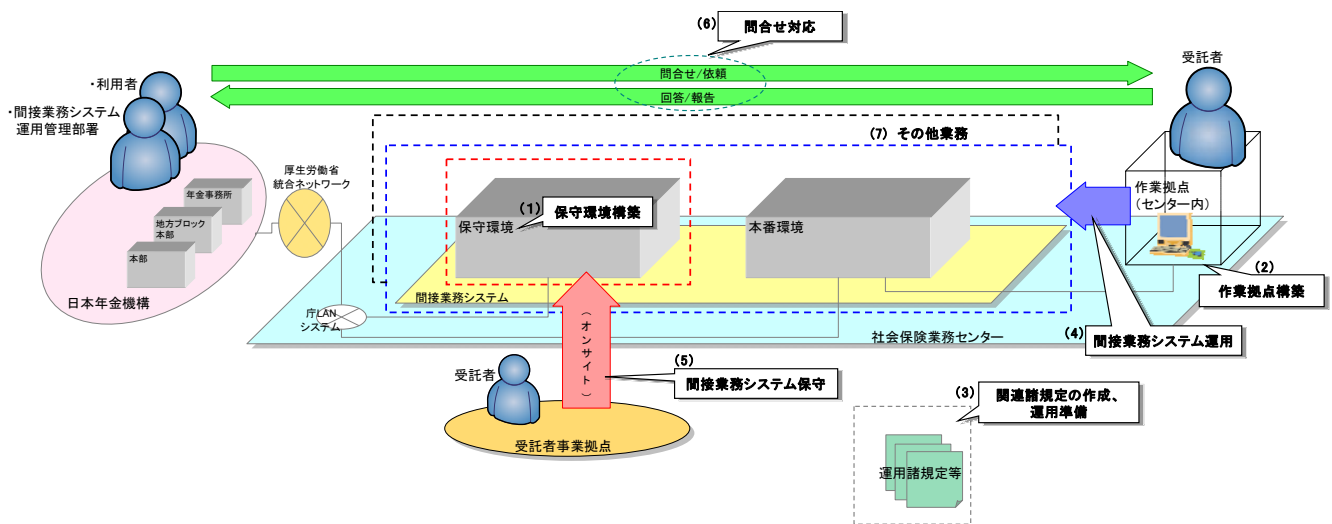 (6)
問合せ対応
受託者
・利用者
・間接業務システム
運用管理部署
問合せ/依頼
回答/報告
(7) その他業務
厚生労働省
統合ネットワーク
年金事務所
地方ブロック
本部
本部
日本年金機構
(1)
保守環境構築
保守環境
本番環境
作業拠点
(センター内)
(2)
作業拠点構築
間接業務システム
庁LAN
システム
社会保険業務センター
(4)
間接業務システム運用
(オンサイト)
(5)
間接業務システム保守
受託者
受託者事業拠点
(3)
関連諸規定の作成、
運用準備
運用諸規定等